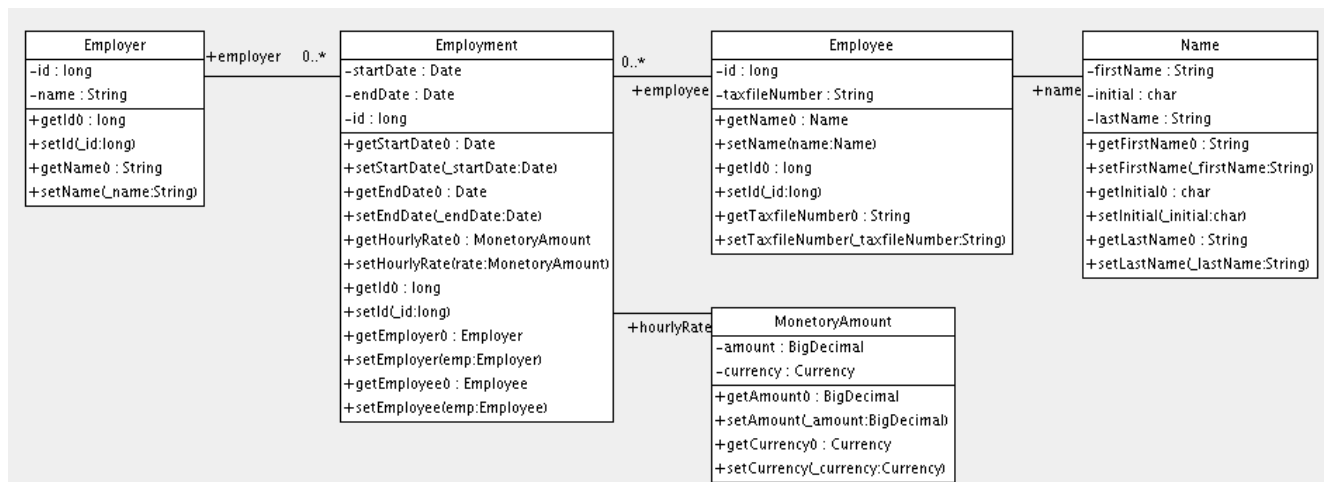 Employer
-id : long
-name : String
+getId() : long
+setId(_id:long)
+getName() : String
+setName(_name:String)
+employer
0..*
Employment
-startDate : Date
-endDate : Date
-id : long
+getStartDate() : Date
+setStartDate(_startDate:Date)
+getEndDate() : Date
+setEndDate(_endDate:Date)
+getHourlyRate() : MonetoryAmount
+setHourlyRate(rate:MonetoryAmount)
+getId() : long
+setId(_id:long)
+getEmployer() : Employer
+setEmployer(emp:Employer)
+getEmployee() : Employee
+setEmployee(emp:Employee)
0..*
+employee
Employee
-id : long
-taxfileNumber : String
+getName() : Name
+setName(name:Name)
+getId() : long
+setId(_id:long)
+getTaxfileNumber() : String
+setTaxfileNumber(_taxfileNumber:String)
+name
Name
-firstName : String
-initial : char
-lastName : String
+getFirstName() : String
+setFirstName(_firstName:String)
+getInitial() : char
+setInitial(_initial:char)
+getLastName() : String
+setLastName(_lastName:String)
+hourlyRate
MonetoryAmount
-amount : BigDecimal
-currency : Currency
+getAmount() : BigDecimal
+setAmount(_amount:BigDecimal)
+getCurrency() : Currency
+setCurrency(_currency:Currency)